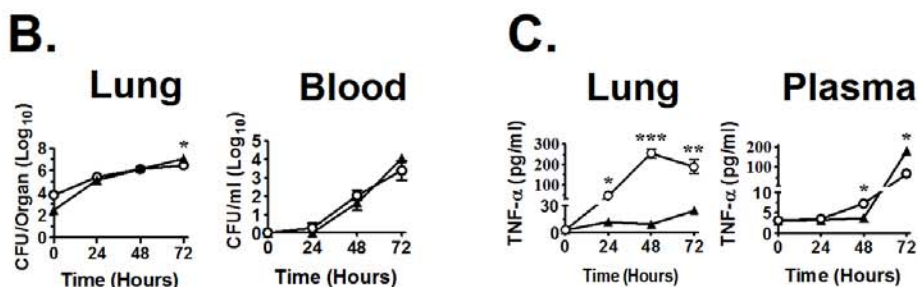 B.
Lung
CFU/Organ (Log10)
8
6
4
2
0
*
0 24 48 72
Time (Hours)
Blood
CFU/ml (Log10)
5
4
3
2
1
0
0 24 48 72
Time (Hours)
C.
Lung
TNF-α (pg/ml)
300
200
100
30
0
* *** **
0 24 48 72
Time (Hours)
Plasma
TNF-α (pg/ml)
300
200
100
10
5
0
* *
0 24 48 72
Time (Hours)